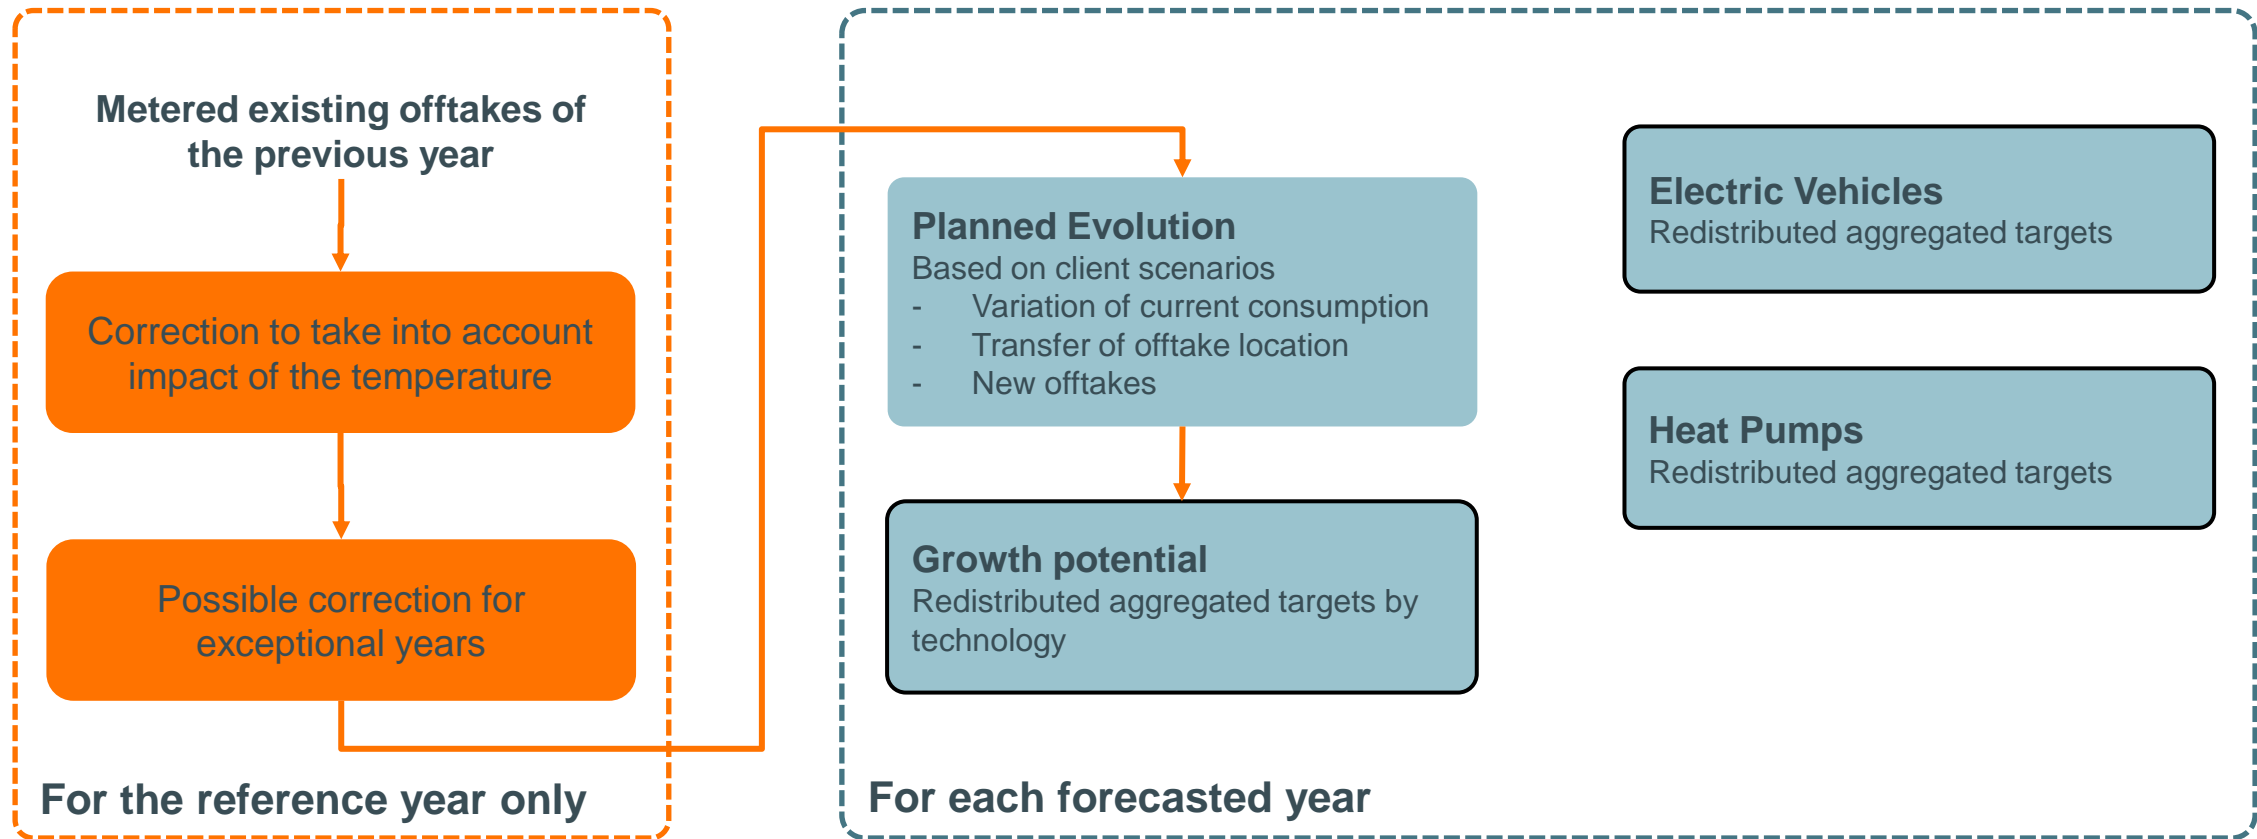 Metered existing offtakes of
the previous year
Correction to take into account
impact of the temperature
Possible correction for
exceptional years
For the reference year only
Planned Evolution
Based on client scenarios
- Variation of current consumption
- Transfer of offtake location
- New offtakes
Growth potential
Redistributed aggregated targets by
technology
Electric Vehicles
Redistributed aggregated targets
Heat Pumps
Redistributed aggregated targets
For each forecasted year